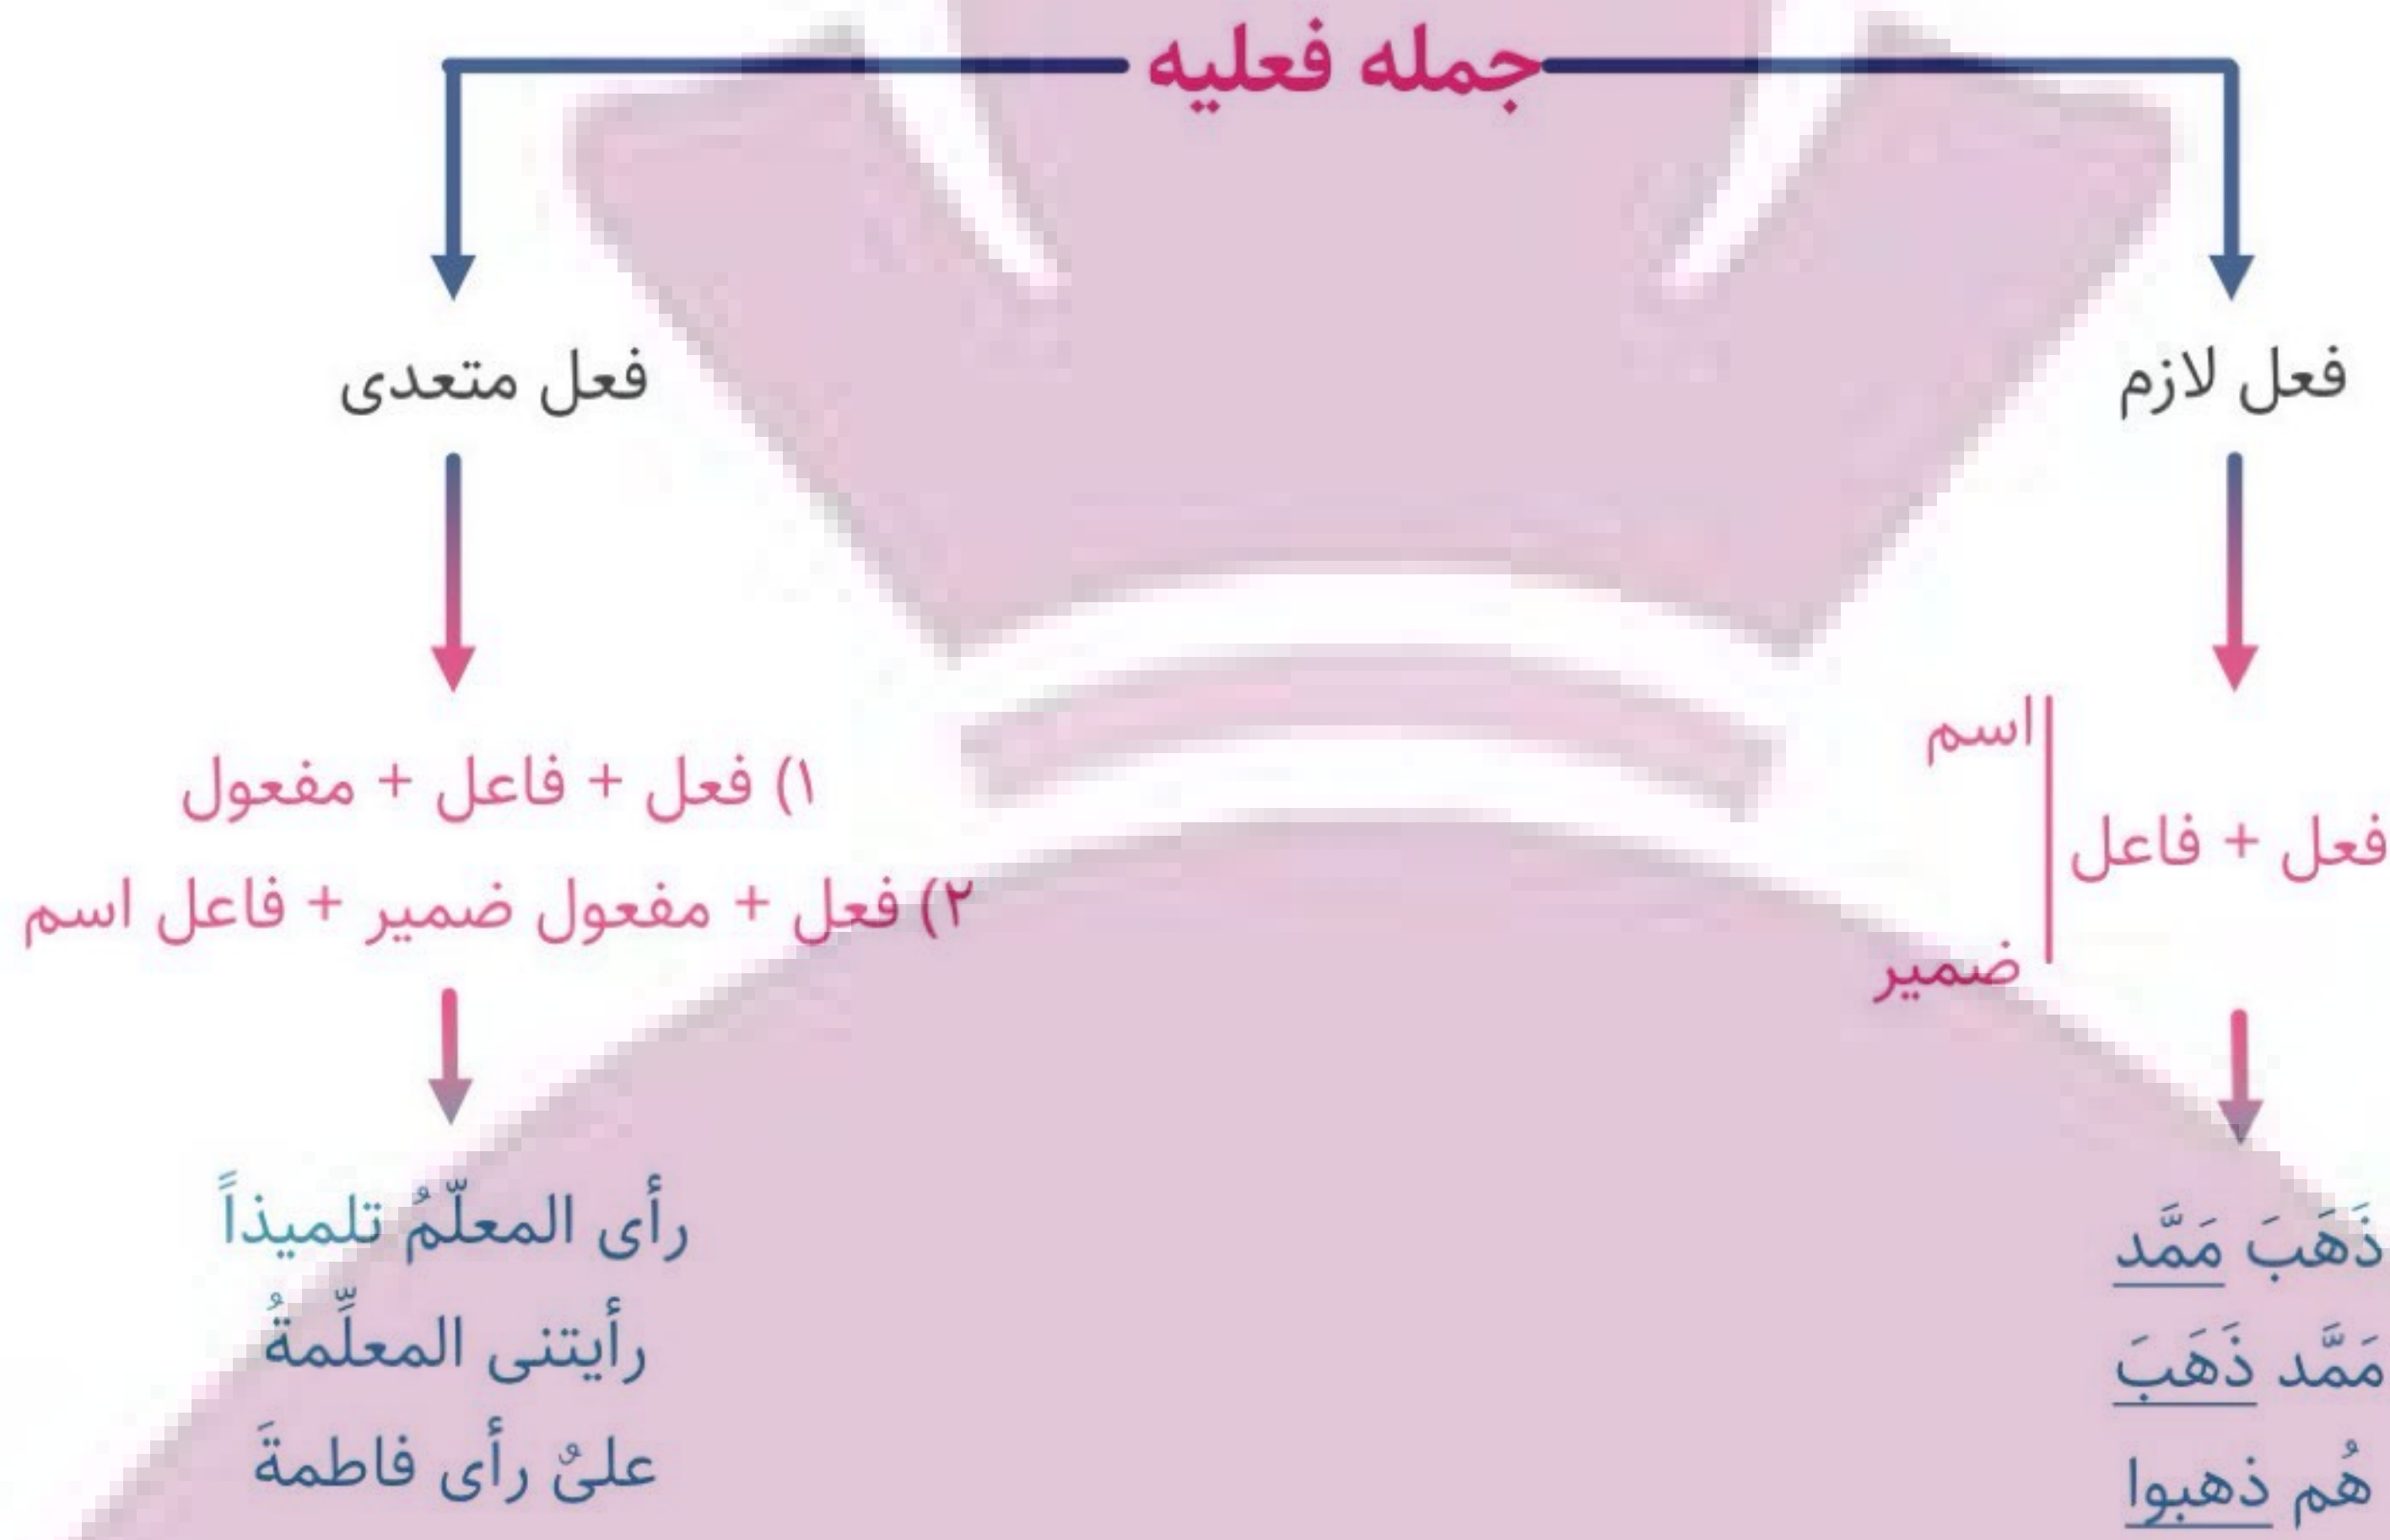 جمله فعلیه
فعل لازم
فعل متعدی
اسم
فعل + فاعل
ضمیر
۱) فعل + فاعل + مفعول
۲) فعل + مفعول ضمیر + فاعل اسم
ذَهَبَ مَمَّد
مَمَّد ذَهَبَ
هُم ذهبوا
رأی المعلّمُ تلمیذاً
رأیتنی المعلِّمةُ
علیٌ رأی فاطمةَ